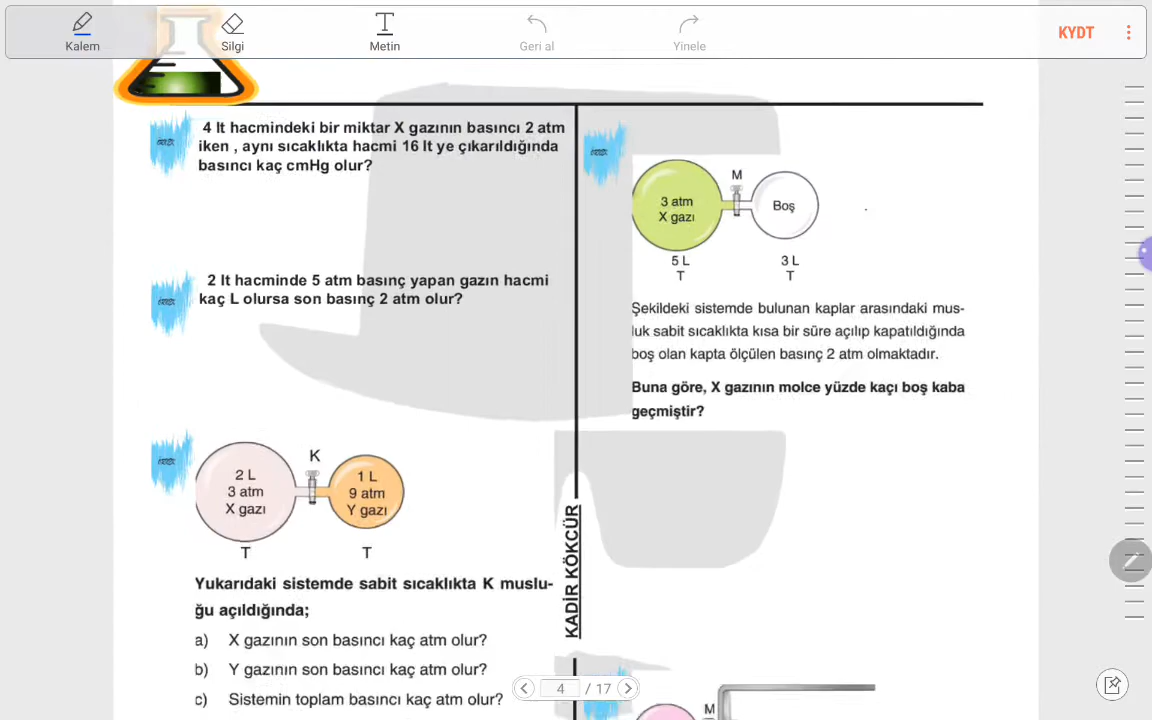 Kalem
Silgi
Metin
Geri al
Yinele
KYDT
4 lt hacmindeki bir miktar X gazının basıncı 2 atm
iken , aynı sıcaklıkta hacmi 16 lt ye çıkarıldığında
basıncı kaç cmHg olur?
2 lt hacminde 5 atm basınç yapan gazın hacmi
kaç L olursa son basınç 2 atm olur?
K
2 L
3 atm
X gazı
1 L
9 atm
Y gazı
T
T
Yukarıdaki sistemde sabit sıcaklıkta K muslu-
ğu açıldığında;
a) X gazının son basıncı kaç atm olur?
b) Y gazının son basıncı kaç atm olur?
c) Sistemin toplam basıncı kaç atm olur?
KADİR KÖKCÜR
M
3 atm
X gazı
Boş
5 L
T
3 L
T
Şekildeki sistemde bulunan kaplar arasındaki mus-
luk sabit sıcaklıkta kısa bir süre açılıp kapatıldığında
boş olan kapta ölçülen basınç 2 atm olmaktadır.
Buna göre, X gazının molce yüzde kaçı boş kaba
geçmiştir?
M
4 / 17